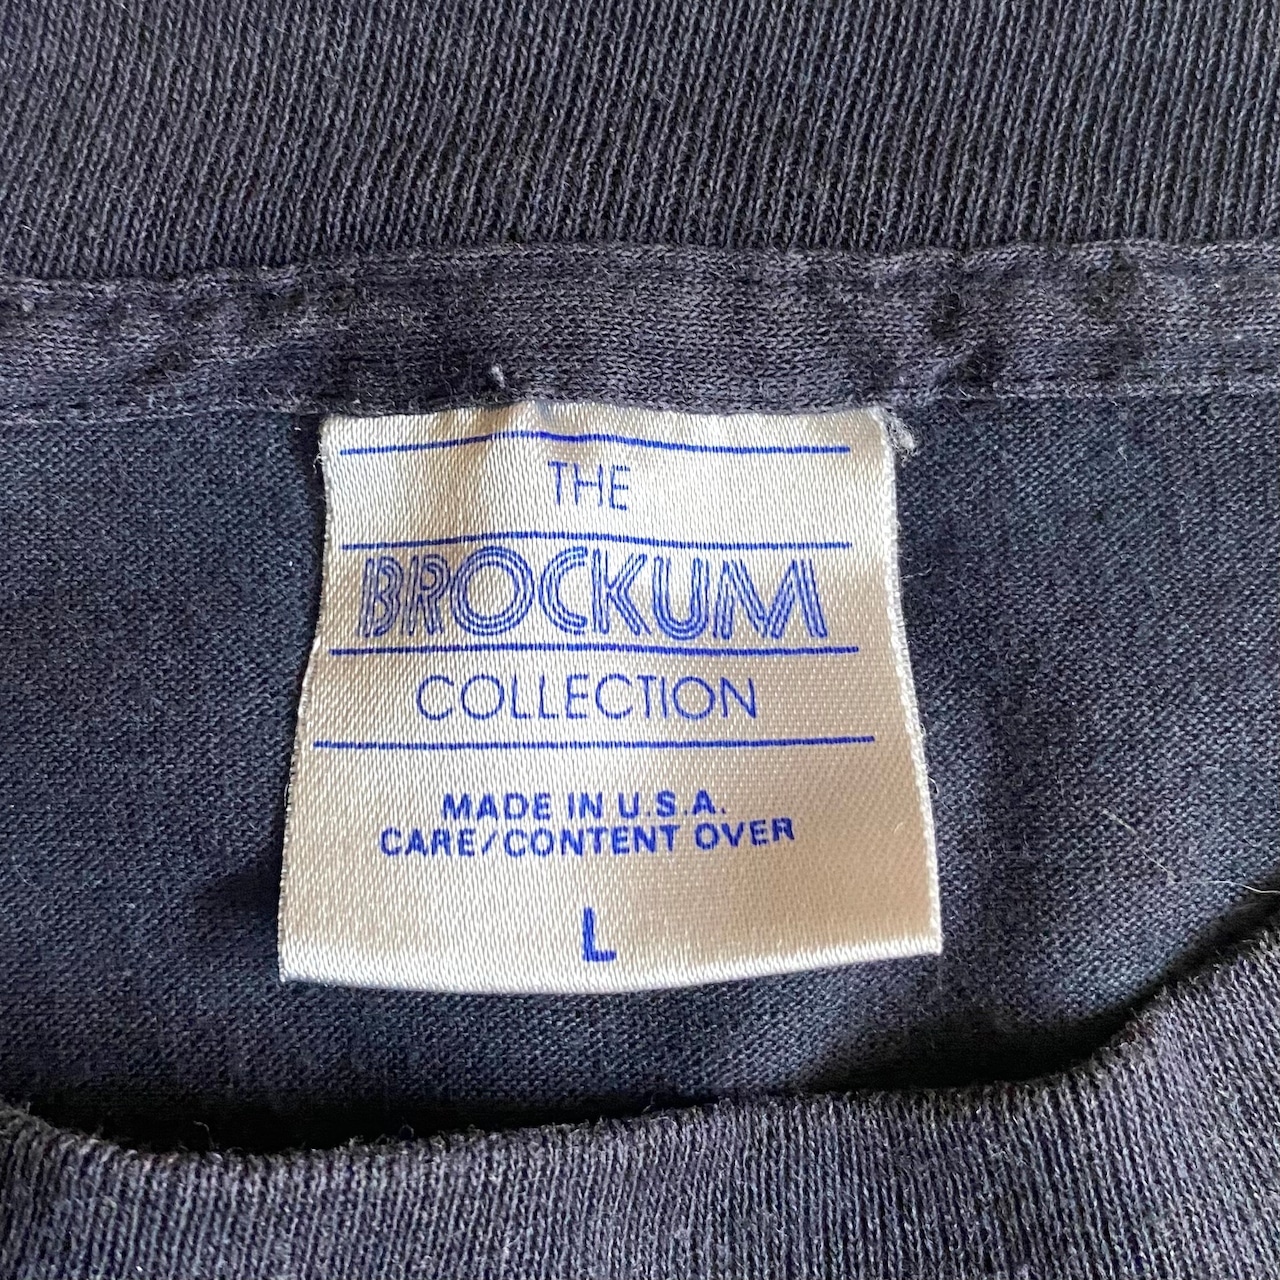 THE
BROCKUM
COLLECTION
MADE IN U.S.A.
CARE/CONTENT OVER
L